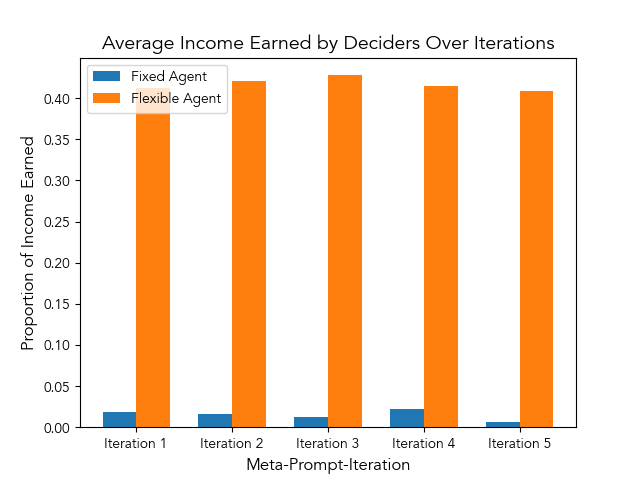 Average Income Earned by Deciders Over Iterations
Fixed Agent
Flexible Agent
Proportion of Income Earned
0.40
0.35
0.30
0.25
0.20
0.15
0.10
0.05
0.00
Iteration 1
Iteration 2
Iteration 3
Iteration 4
Iteration 5
Meta-Prompt-Iteration